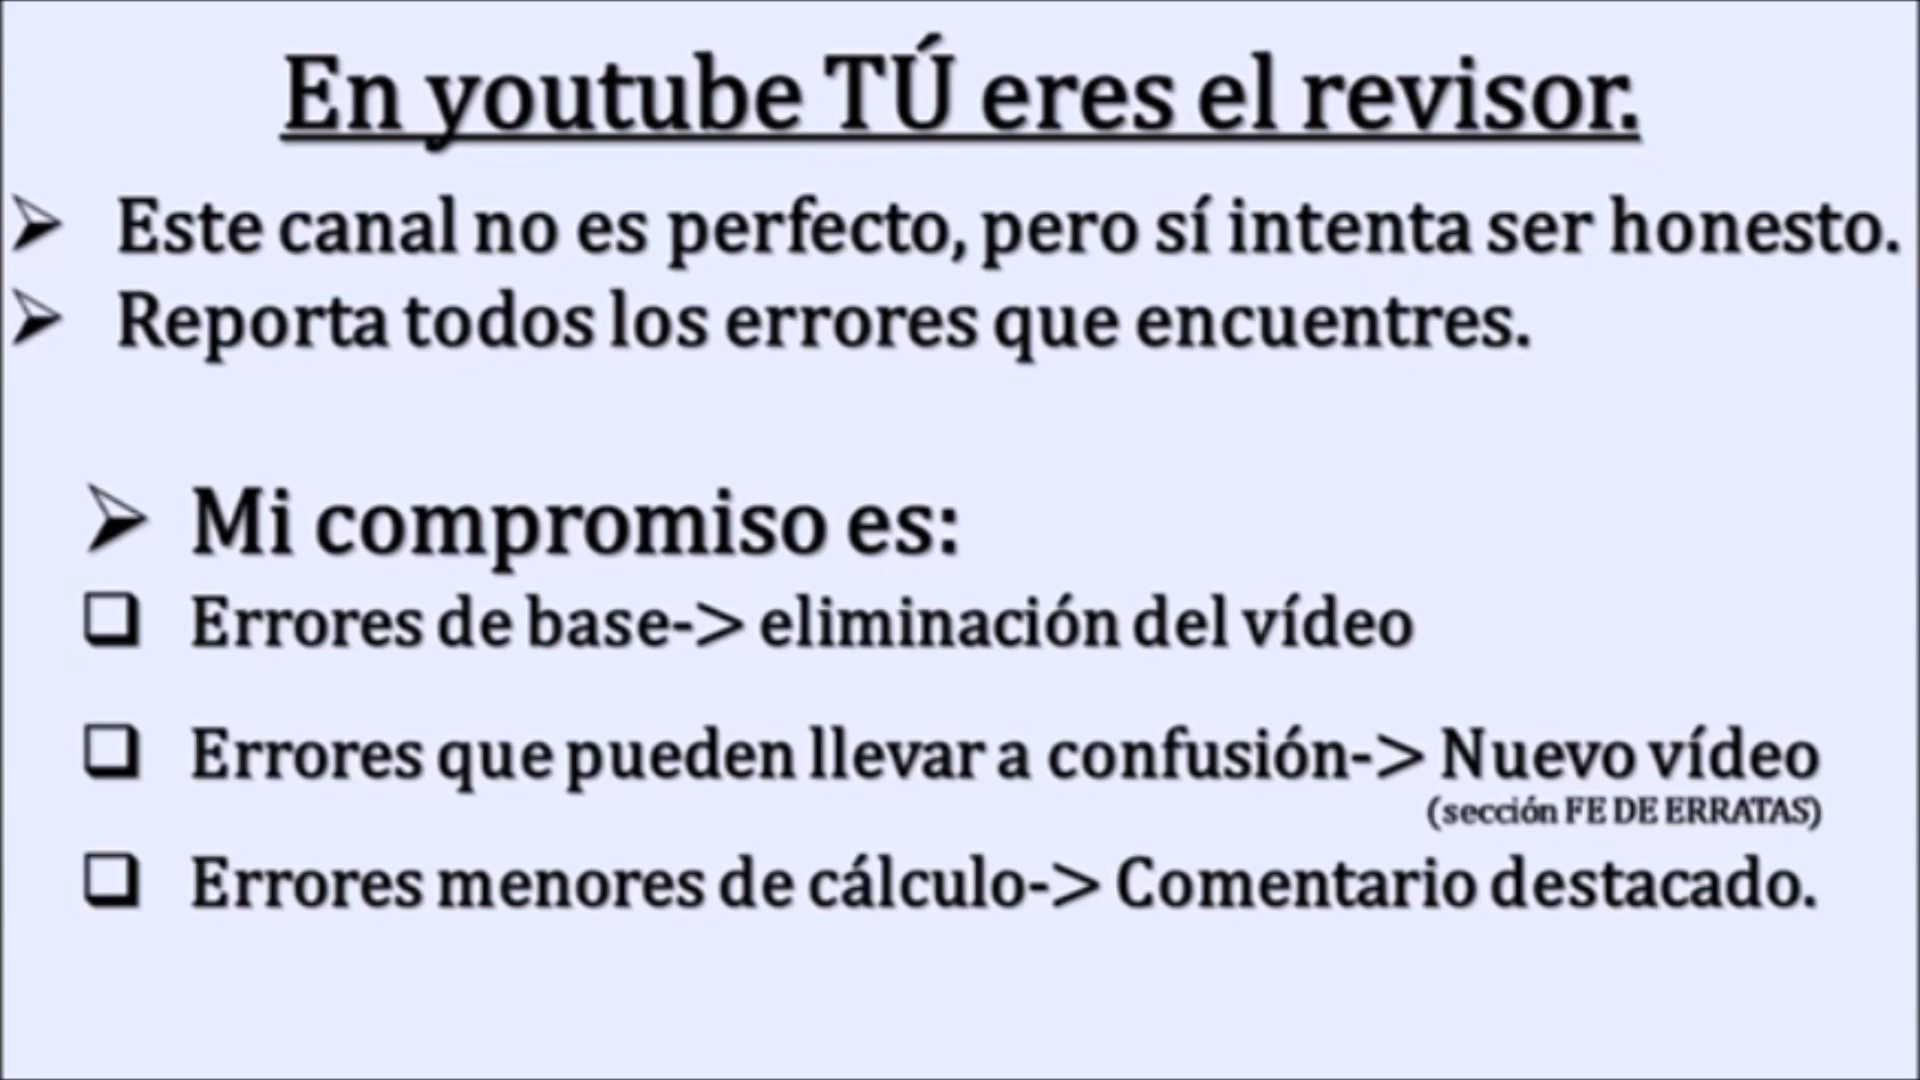 En youtube TÚ eres el revisor.
Este canal no es perfecto, pero sí intenta ser honesto.
Reporta todos los errores que encuentres.
Mi compromiso es:
Errores de base-> eliminación del vídeo
Errores que pueden llevar a confusión-> Nuevo vídeo
(sección FE DE ERRATAS)
Errores menores de cálculo-> Comentario destacado.